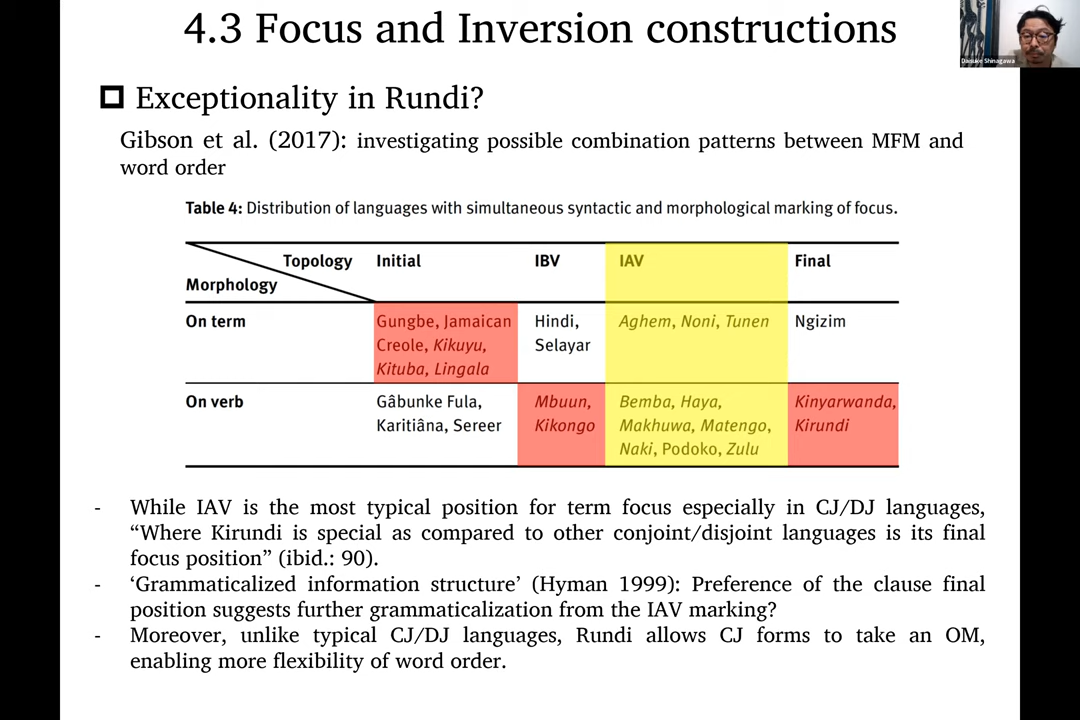 4.3 Focus and Inversion constructions
Daisuke Shinagawa
Exceptionality in Rundi?
Gibson et al. (2017): investigating possible combination patterns between MFM and
word order
Table 4: Distribution of languages with simultaneous syntactic and morphological marking of focus.
Topology Initial IBV IAV Final
Morphology
On term Gungbe, Jamaican Hindi, Aghem, Noni, Tunen Ngizim
Creole, Kikuyu, Selayar
Kituba, Lingala
On verb Gâbunke Fula, Mbuun, Bemba, Haya, Kinyarwanda,
Karitiâna, Sereer Kikongo Makhuwa, Matengo, Kirundi
Naki, Podoko, Zulu
- While IAV is the most typical position for term focus especially in CJ/DJ languages,
“Where Kirundi is special as compared to other conjoint/disjoint languages is its final
focus position” (ibid.: 90).
- ‘Grammaticalized information structure’ (Hyman 1999): Preference of the clause final
position suggests further grammaticalization from the IAV marking?
- Moreover, unlike typical CJ/DJ languages, Rundi allows CJ forms to take an OM,
enabling more flexibility of word order.